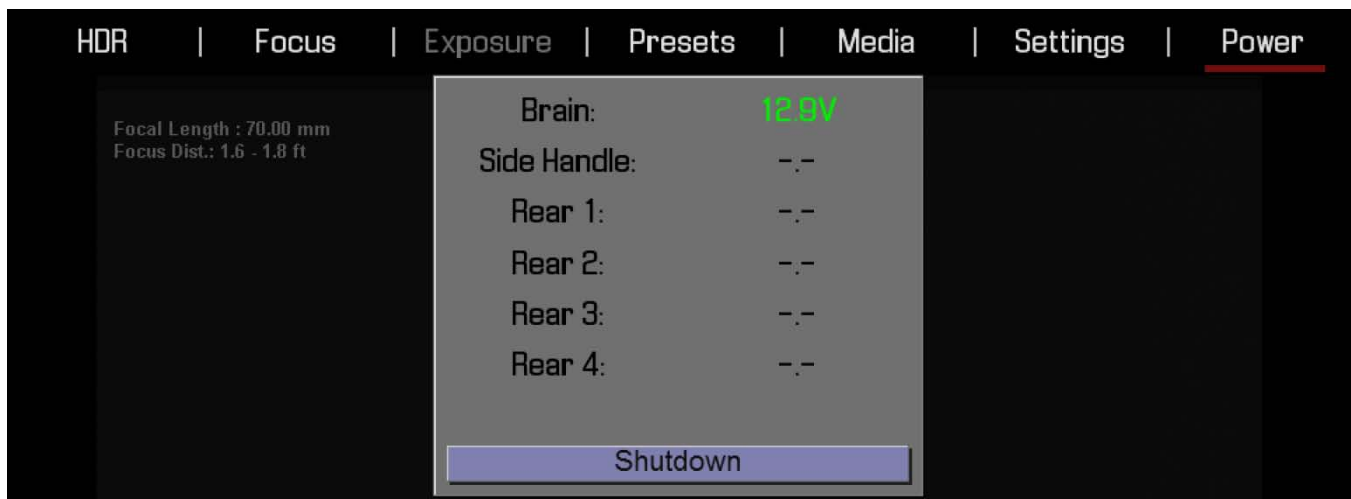 HDR | Focus | Exposure | Presets | Media | Settings | Power
Focal Length : 70.00 mm
Focus Dist.: 1.6 - 1.8 ft
Brain: 12.9V
Side Handle: -.-
Rear 1: -.-
Rear 2: -.-
Rear 3: -.-
Rear 4: -.-
Shutdown